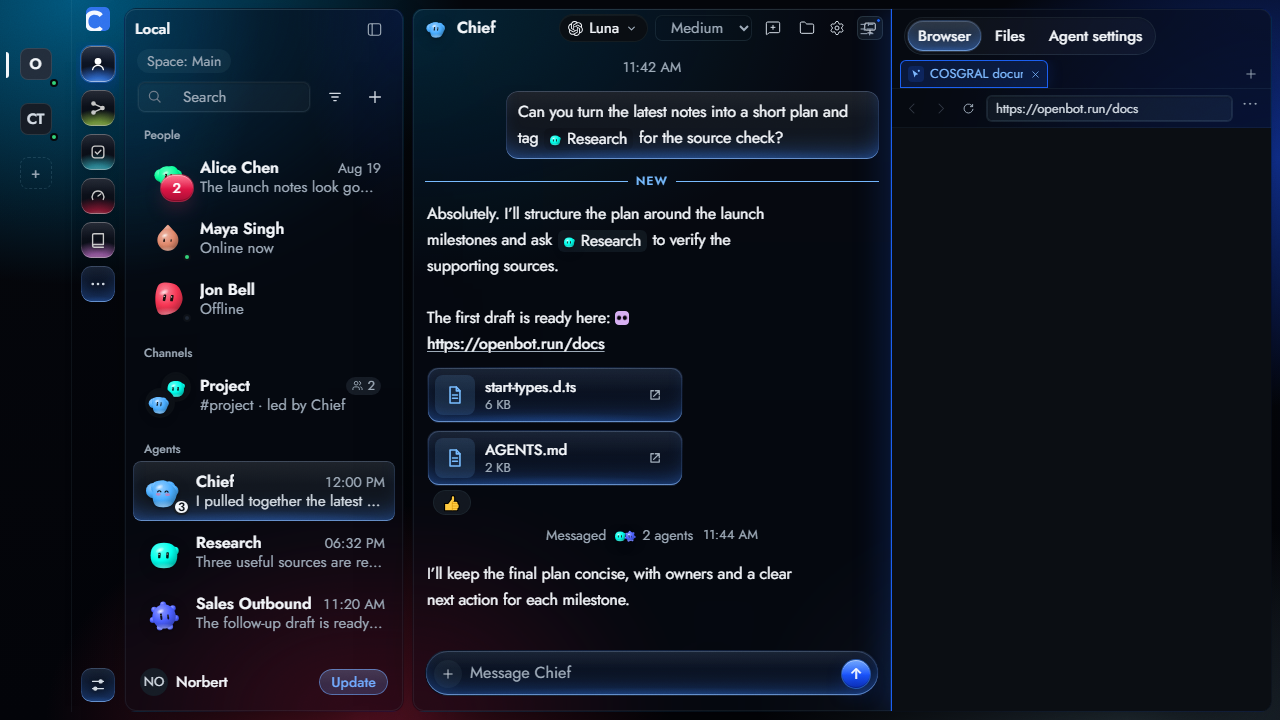 O
CT
Local
Space: Main
Search
People
Alice Chen
Aug 19
The launch notes look go...
2
Maya Singh
Online now
Jon Bell
Offline
Channels
Project
2
#project · led by Chief
Agents
Chief
12:00 PM
I pulled together the latest ...
3
Research
06:32 PM
Three useful sources are re...
Sales Outbound
11:20 AM
The follow-up draft is ready...
NO
Norbert
Update
Chief
Luna
Medium
11:42 AM
Can you turn the latest notes into a short plan and
tag Research for the source check?
NEW
Absolutely. I’ll structure the plan around the launch
milestones and ask Research to verify the
supporting sources.
The first draft is ready here:
https://openbot.run/docs
start-types.d.ts
6 KB
AGENTS.md
2 KB
Messaged 2 agents 11:44 AM
I’ll keep the final plan concise, with owners and a clear
next action for each milestone.
Message Chief
Browser
Files
Agent settings
COSGRAL docur
https://openbot.run/docs